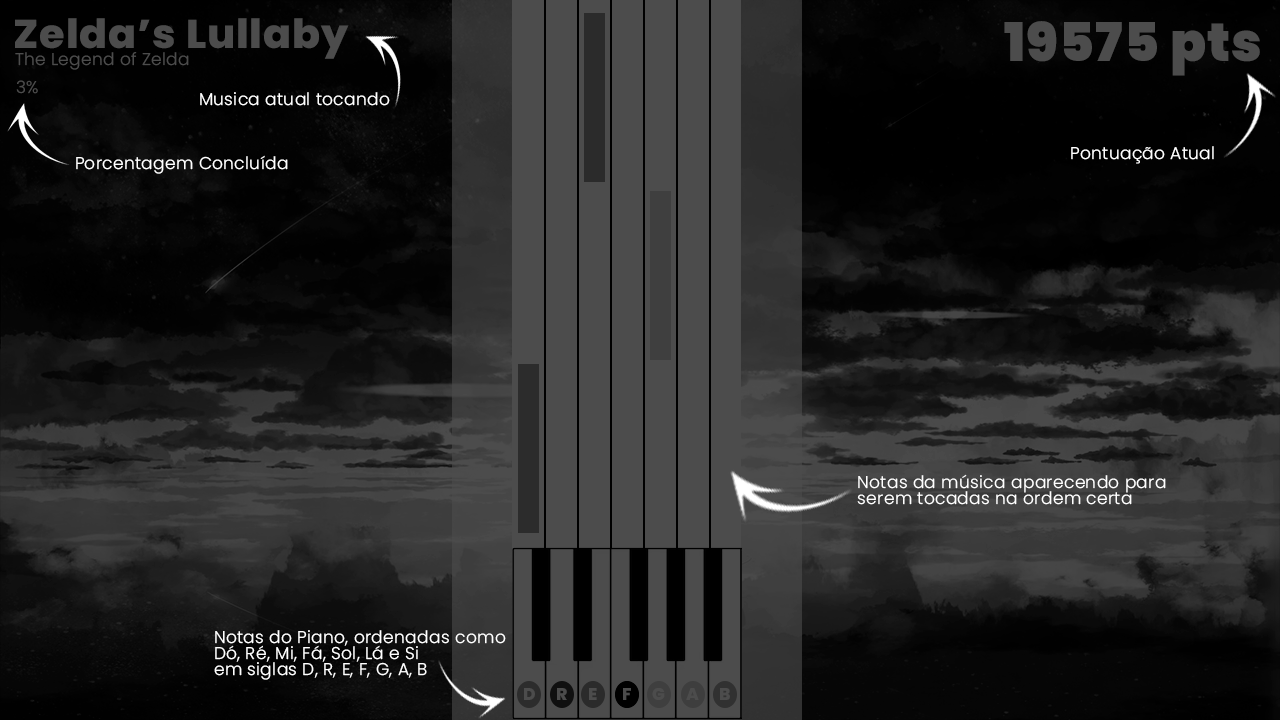 Zelda's Lullaby
The Legend of Zelda
3%
Musica atual tocando
Porcentagem Concluída
19575 pts
Pontuação Atual
Notas da música aparecendo para
serem tocadas na ordem certa
Notas do Piano, ordenadas como
Dó, Ré, Mi, Fá, Sol, Lá e Si
em siglas D, R, E, F, G, A, B
D R E F G A B